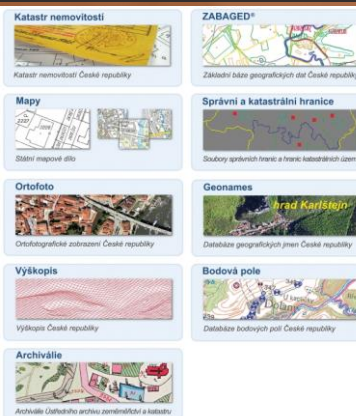 Katastr nemovitostí
Katastr nemovitostí České republiky
ZABAGED®
Základní báze geografických dat České republiky
Mapy
2227
Státní mapové dílo
Správní a katastrální hranice
Soubory správních hranic a hranic katastrálních území
Ortofoto
Ortofotografické zobrazení České republiky
Geonames
hrad Karlštejn
Databáze geografických jmen České republiky
Výškopis
Výškopis České republiky
Bodová pole
Dolany
Databáze bodových polí České republiky
Archiválie
Archiválie Ústředního archivu zeměměřictví a katastru